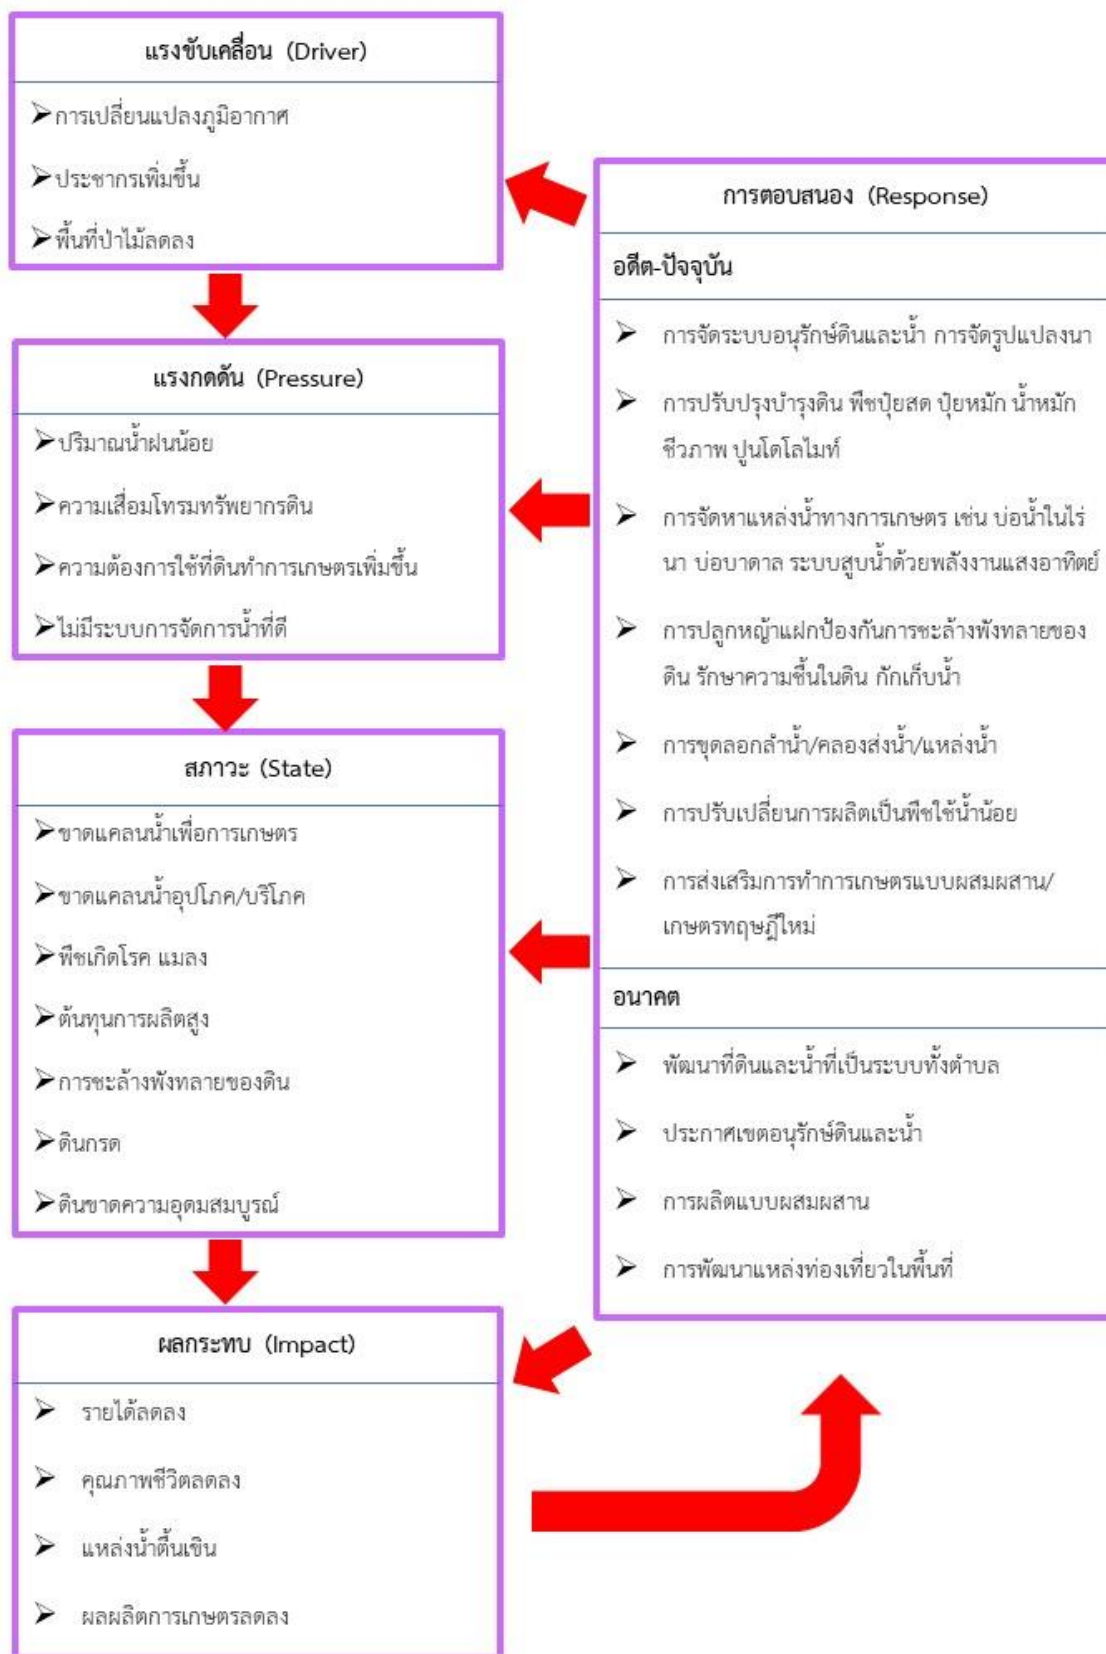 แรงขับเคลื่อน (Driver)
➢การเปลี่ยนแปลงภูมิอากาศ
➢ประชากรเพิ่มขึ้น
➢พื้นที่ป่าไม้ลดลง
แรงกดดัน (Pressure)
➢ปริมาณน้ำฝนน้อย
➢ความเสื่อมโทรมทรัพยากรดิน
➢ความต้องการใช้ที่ดินทำการเกษตรเพิ่มขึ้น
➢ไม่มีระบบการจัดการน้ำที่ดี
สภาวะ (State)
➢ขาดแคลนน้ำเพื่อการเกษตร
➢ขาดแคลนน้ำอุปโภค/บริโภค
➢พืชเกิดโรค แมลง
➢ต้นทุนการผลิตสูง
➢การชะล้างพังทลายของดิน
➢ดินกรด
➢ดินขาดความอุดมสมบูรณ์
ผลกระทบ (Impact)
➢ รายได้ลดลง
➢ คุณภาพชีวิตลดลง
➢ แหล่งน้ำตื้นเขิน
➢ ผลผลิตการเกษตรลดลง
การตอบสนอง (Response)
อดีต-ปัจจุบัน
➢ การจัดระบบอนุรักษ์ดินและน้ำ การจัดรูปแปลงนา
➢ การปรับปรุงบำรุงดิน พืชปุ๋ยสด ปุ๋ยหมัก น้ำหมัก
ชีวภาพ ปูนโดโลไมท์
➢ การจัดหาแหล่งน้ำทางการเกษตร เช่น บ่อน้ำในไร่
นา บ่อบาดาล ระบบสูบน้ำด้วยพลังงานแสงอาทิตย์
➢ การปลูกหญ้าแฝกป้องกันการชะล้างพังทลายของ
ดิน รักษาความชื้นในดิน กักเก็บน้ำ
➢ การขุดลอกลำน้ำ/คลองส่งน้ำ/แหล่งน้ำ
➢ การปรับเปลี่ยนการผลิตเป็นพืชใช้น้ำน้อย
➢ การส่งเสริมการทำการเกษตรแบบผสมผสาน/
เกษตรทฤษฎีใหม่
อนาคต
➢ พัฒนาที่ดินและน้ำที่เป็นระบบทั้งตำบล
➢ ประกาศเขตอนุรักษ์ดินและน้ำ
➢ การผลิตแบบผสมผสาน
➢ การพัฒนาแหล่งท่องเที่ยวในพื้นที่